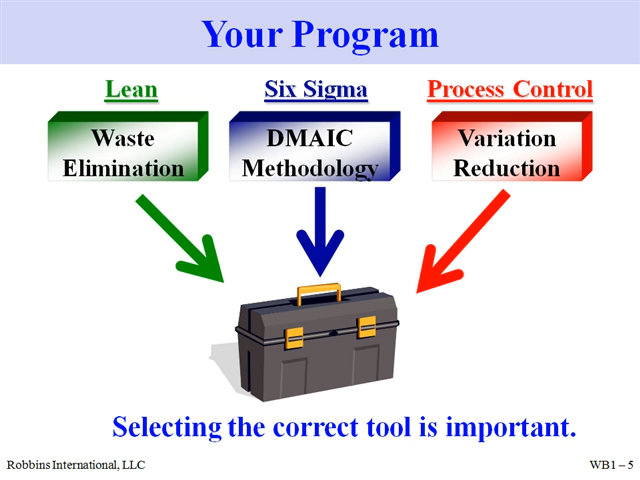 Your Program
Lean
Six Sigma
Process Control
Waste
Elimination
DMAIC
Methodology
Variation
Reduction
Selecting the correct tool is important.
Robbins International, LLC
WB1 – 5